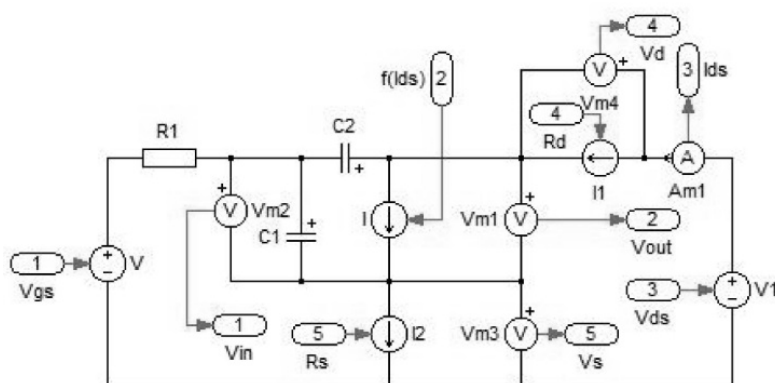 4
Vd
3
Ids
f(Ids)
2
V
Vm4
4
Rd
R1
C2
I1
A
Am1
V
Vm2
C1
I
Vm1
V
2
Vout
1
Vgs
V
3
Vds
V1
1
Vin
5
Rs
I2
Vm3
V
5
Vs